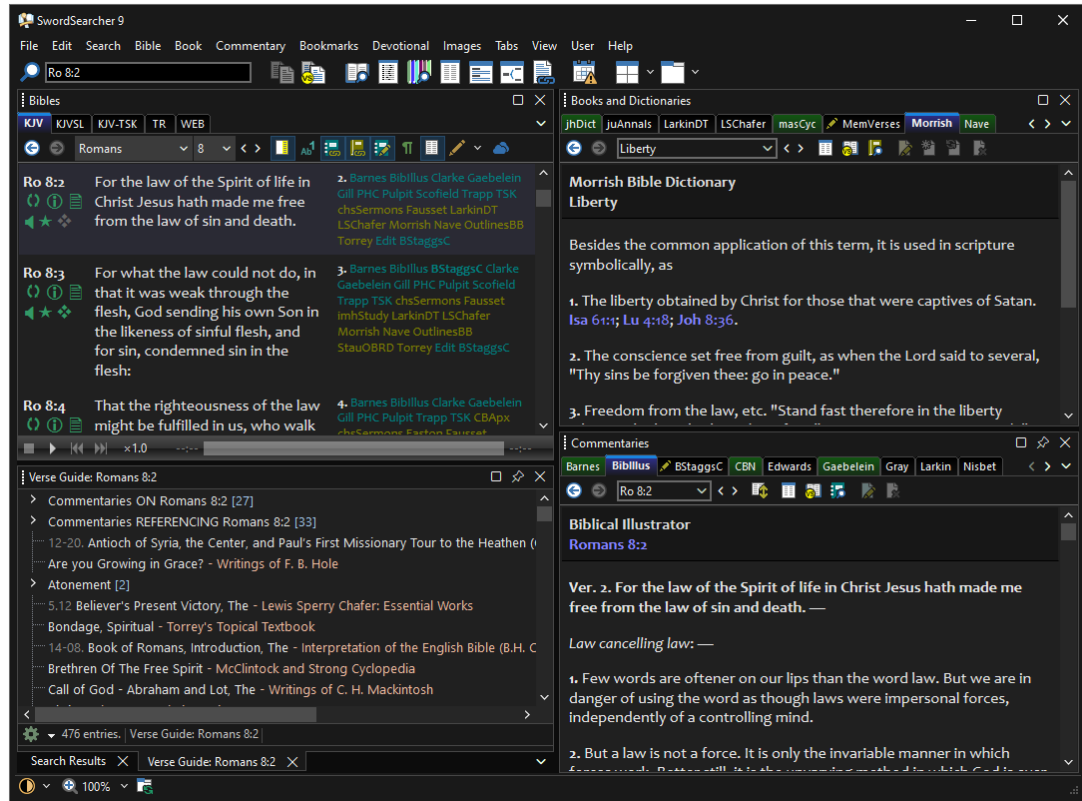 SwordSearcher 9
File Edit Search Bible Book Commentary Bookmarks Devotional Images Tabs View User Help
Ro 8:2
Bibles
KJV KJVSL KJV-TSK TR WEB
Romans 8
Ro 8:2 For the law of the Spirit of life in
Christ Jesus hath made me free
from the law of sin and death.
2. Barnes BibIllus Clarke Gaebelein
Gill PHC Pulpit Scofield Trapp TSK
chsSermons Fausset LarkinDT
LSChafer Morrish Nave OutlinesBB
Torrey Edit BStaggsC
Ro 8:3 For what the law could not do, in
that it was weak through the
flesh, God sending his own Son in
the likeness of sinful flesh, and
for sin, condemned sin in the
flesh:
3. Barnes BibIllus BStaggsC Clarke
Gaebelein Gill PHC Pulpit Scofield
Trapp TSK chsSermons Fausset
imhStudy LarkinDT LSChafer
Morrish Nave OutlinesBB
StauOBRD Torrey Edit BStaggsC
Ro 8:4 That the righteousness of the law
might be fulfilled in us, who walk
4. Barnes BibIllus Clarke Gaebelein
Gill PHC Pulpit Trapp TSK CBApx
chsSermons Easton Fausset
×1.0 --:-- --:--
Verse Guide: Romans 8:2
Commentaries ON Romans 8:2 [27]
Commentaries REFERENCING Romans 8:2 [33]
12-20. Antioch of Syria, the Center, and Paul's First Missionary Tour to the Heathen (
Are you Growing in Grace? - Writings of F. B. Hole
Atonement [2]
5.12 Believer's Present Victory, The - Lewis Sperry Chafer: Essential Works
Bondage, Spiritual - Torrey's Topical Textbook
14-08. Book of Romans, Introduction, The - Interpretation of the English Bible (B.H. C
Brethren Of The Free Spirit - McClintock and Strong Cyclopedia
Call of God - Abraham and Lot, The - Writings of C. H. Mackintosh
476 entries. Verse Guide: Romans 8:2
Search Results Verse Guide: Romans 8:2
100%
Books and Dictionaries
jhDict juAnnals LarkinDT LSChafer masCyc MemVerses Morrish Nave
Liberty
Morrish Bible Dictionary
Liberty
Besides the common application of this term, it is used in scripture
symbolically, as
1. The liberty obtained by Christ for those that were captives of Satan.
Isa 61:1; Lu 4:18; Joh 8:36.
2. The conscience set free from guilt, as when the Lord said to several,
"Thy sins be forgiven thee: go in peace."
3. Freedom from the law, etc. "Stand fast therefore in the liberty
Commentaries
Barnes BibIllus BStaggsC CBN Edwards Gaebelein Gray Larkin Nisbet
Ro 8:2
Biblical Illustrator
Romans 8:2
Ver. 2. For the law of the Spirit of life in Christ Jesus hath made me
free from the law of sin and death. —
Law cancelling law: —
1. Few words are oftener on our lips than the word law. But we are in
danger of using the word as though laws were impersonal forces,
independently of a controlling mind.
2. But a law is not a force. It is only the invariable manner in which